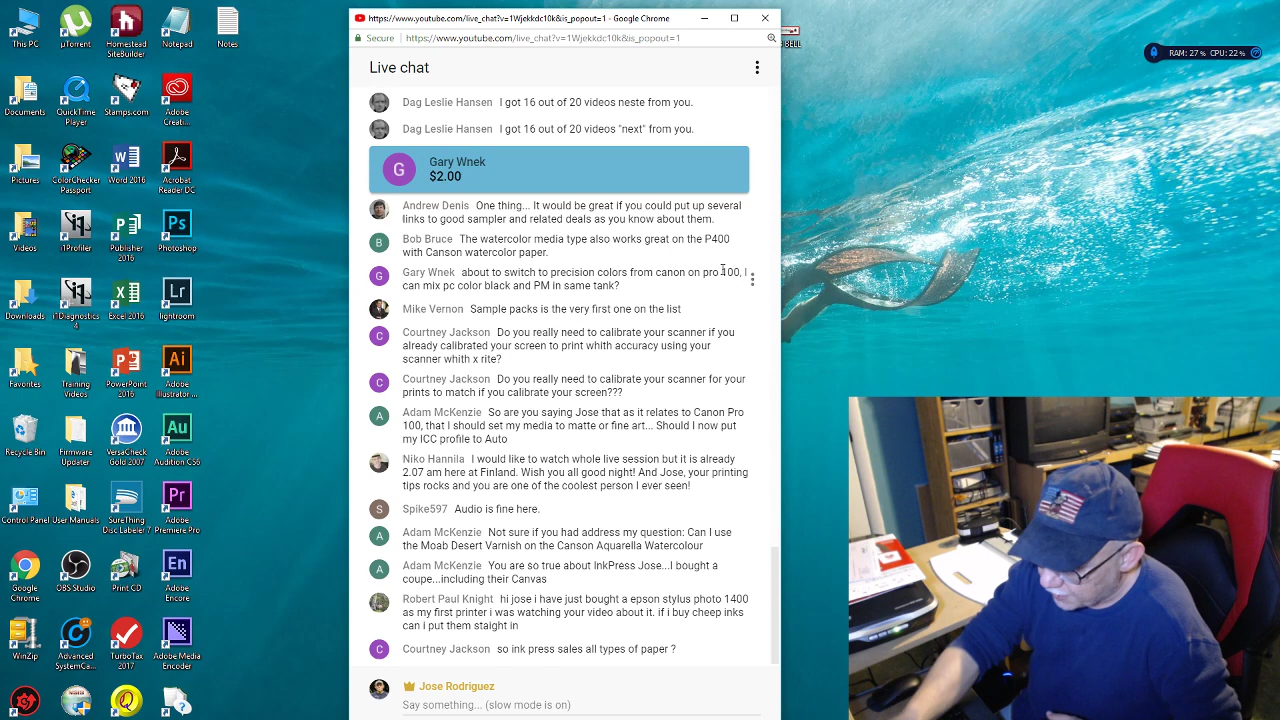 This PC
µTorrent
Homestead SiteBuilder
Notepad
Notes
Documents
QuickTime Player
Stamps.com
Adobe Creati...
Pictures
ColorChecker Passport
Word 2016
Acrobat Reader DC
Videos
i1Profiler
Publisher 2016
Photoshop
Downloads
i1Diagnostics 4
Excel 2016
lightroom
Favorites
Training Videos
PowerPoint 2016
Adobe Illustrator ...
Recycle Bin
Firmware Updater
VersaCheck Gold 2007
Adobe Audition CS6
Control Panel
User Manuals
SureThing Disc Labeler 7
Adobe Premiere Pro
Google Chrome
OBS Studio
Print CD
Adobe Encore
WinZip
Advanced SystemCa...
TurboTax 2017
Adobe Media Encoder
https://www.youtube.com/live_chat?v=1Wjekkdc10k&is_popout=1 - Google Chrome
Secure
https://www.youtube.com/live_chat?v=1Wjekkdc10k&is_popout=1
Live chat
Dag Leslie Hansen I got 16 out of 20 videos neste from you.
Dag Leslie Hansen I got 16 out of 20 videos "next" from you.
G
Gary Wnek
$2.00
Andrew Denis One thing... It would be great if you could put up several
links to good sampler and related deals as you know about them.
B Bob Bruce The watercolor media type also works great on the P400
with Canson watercolor paper.
G Gary Wnek about to switch to precision colors from canon on pro 100, I
can mix pc color black and PM in same tank?
Mike Vernon Sample packs is the very first one on the list
C Courtney Jackson Do you really need to calibrate your scanner if you
already calibrated your screen to print whith accuracy using your
scanner whith x rite?
C Courtney Jackson Do you really need to calibrate your scanner for your
prints to match if you calibrate your screen???
A Adam McKenzie So are you saying Jose that as it relates to Canon Pro
100, that I should set my media to matte or fine art... Should I now put
my ICC profile to Auto
Niko Hannila I would like to watch whole live session but it is already
2.07 am here at Finland. Wish you all good night! And Jose, your printing
tips rocks and you are one of the coolest person I ever seen!
S Spike597 Audio is fine here.
A Adam McKenzie Not sure if you had address my question: Can I use
the Moab Desert Varnish on the Canson Aquarella Watercolour
A Adam McKenzie You are so true about InkPress Jose...I bought a
coupe...including their Canvas
Robert Paul Knight hi jose i have just bought a epson stylus photo 1400
as my first printer i was watching your video about it. if i buy cheep inks
can i put them staight in
C Courtney Jackson so ink press sales all types of paper ?
Jose Rodriguez
Say something... (slow mode is on)
BELL
RAM: 27 % CPU: 22 %